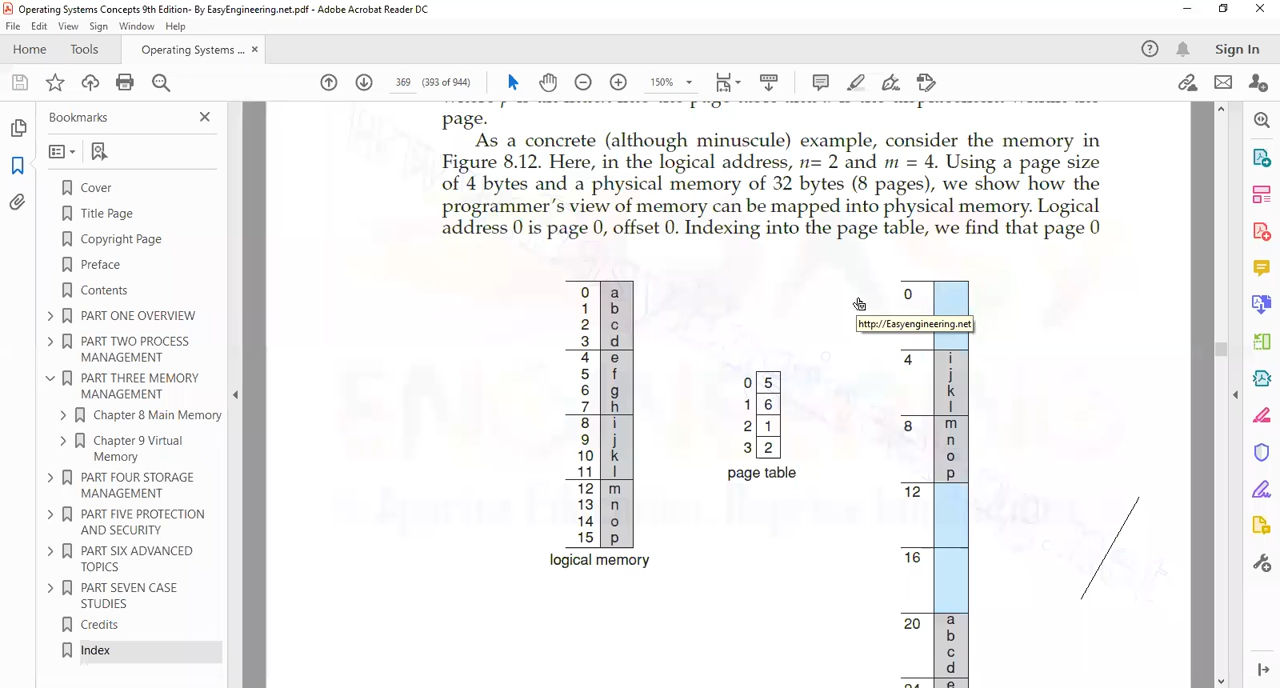 Operating Systems Concepts 9th Edition- By EasyEngineering.net.pdf - Adobe Acrobat Reader DC
File Edit View Sign Window Help
Home Tools Operating Systems ... × Sign In
369 (393 of 944) 150%
Bookmarks
Cover
Title Page
Copyright Page
Preface
Contents
PART ONE OVERVIEW
PART TWO PROCESS
MANAGEMENT
PART THREE MEMORY
MANAGEMENT
Chapter 8 Main Memory
Chapter 9 Virtual
Memory
PART FOUR STORAGE
MANAGEMENT
PART FIVE PROTECTION
AND SECURITY
PART SIX ADVANCED
TOPICS
PART SEVEN CASE
STUDIES
Credits
Index
page.
As a concrete (although minuscule) example, consider the memory in
Figure 8.12. Here, in the logical address, n= 2 and m = 4. Using a page size
of 4 bytes and a physical memory of 32 bytes (8 pages), we show how the
programmer's view of memory can be mapped into physical memory. Logical
address 0 is page 0, offset 0. Indexing into the page table, we find that page 0
0 a
1 b
2 c
3 d
4 e
5 f
6 g
7 h
8 i
9 j
10 k
11 l
12 m
13 n
14 o
15 p
logical memory
0 5
1 6
2 1
3 2
page table
0
http://Easyengineering.net
4 i
j
k
l
8 m
n
o
p
12
16
20 a
b
c
d
24 e